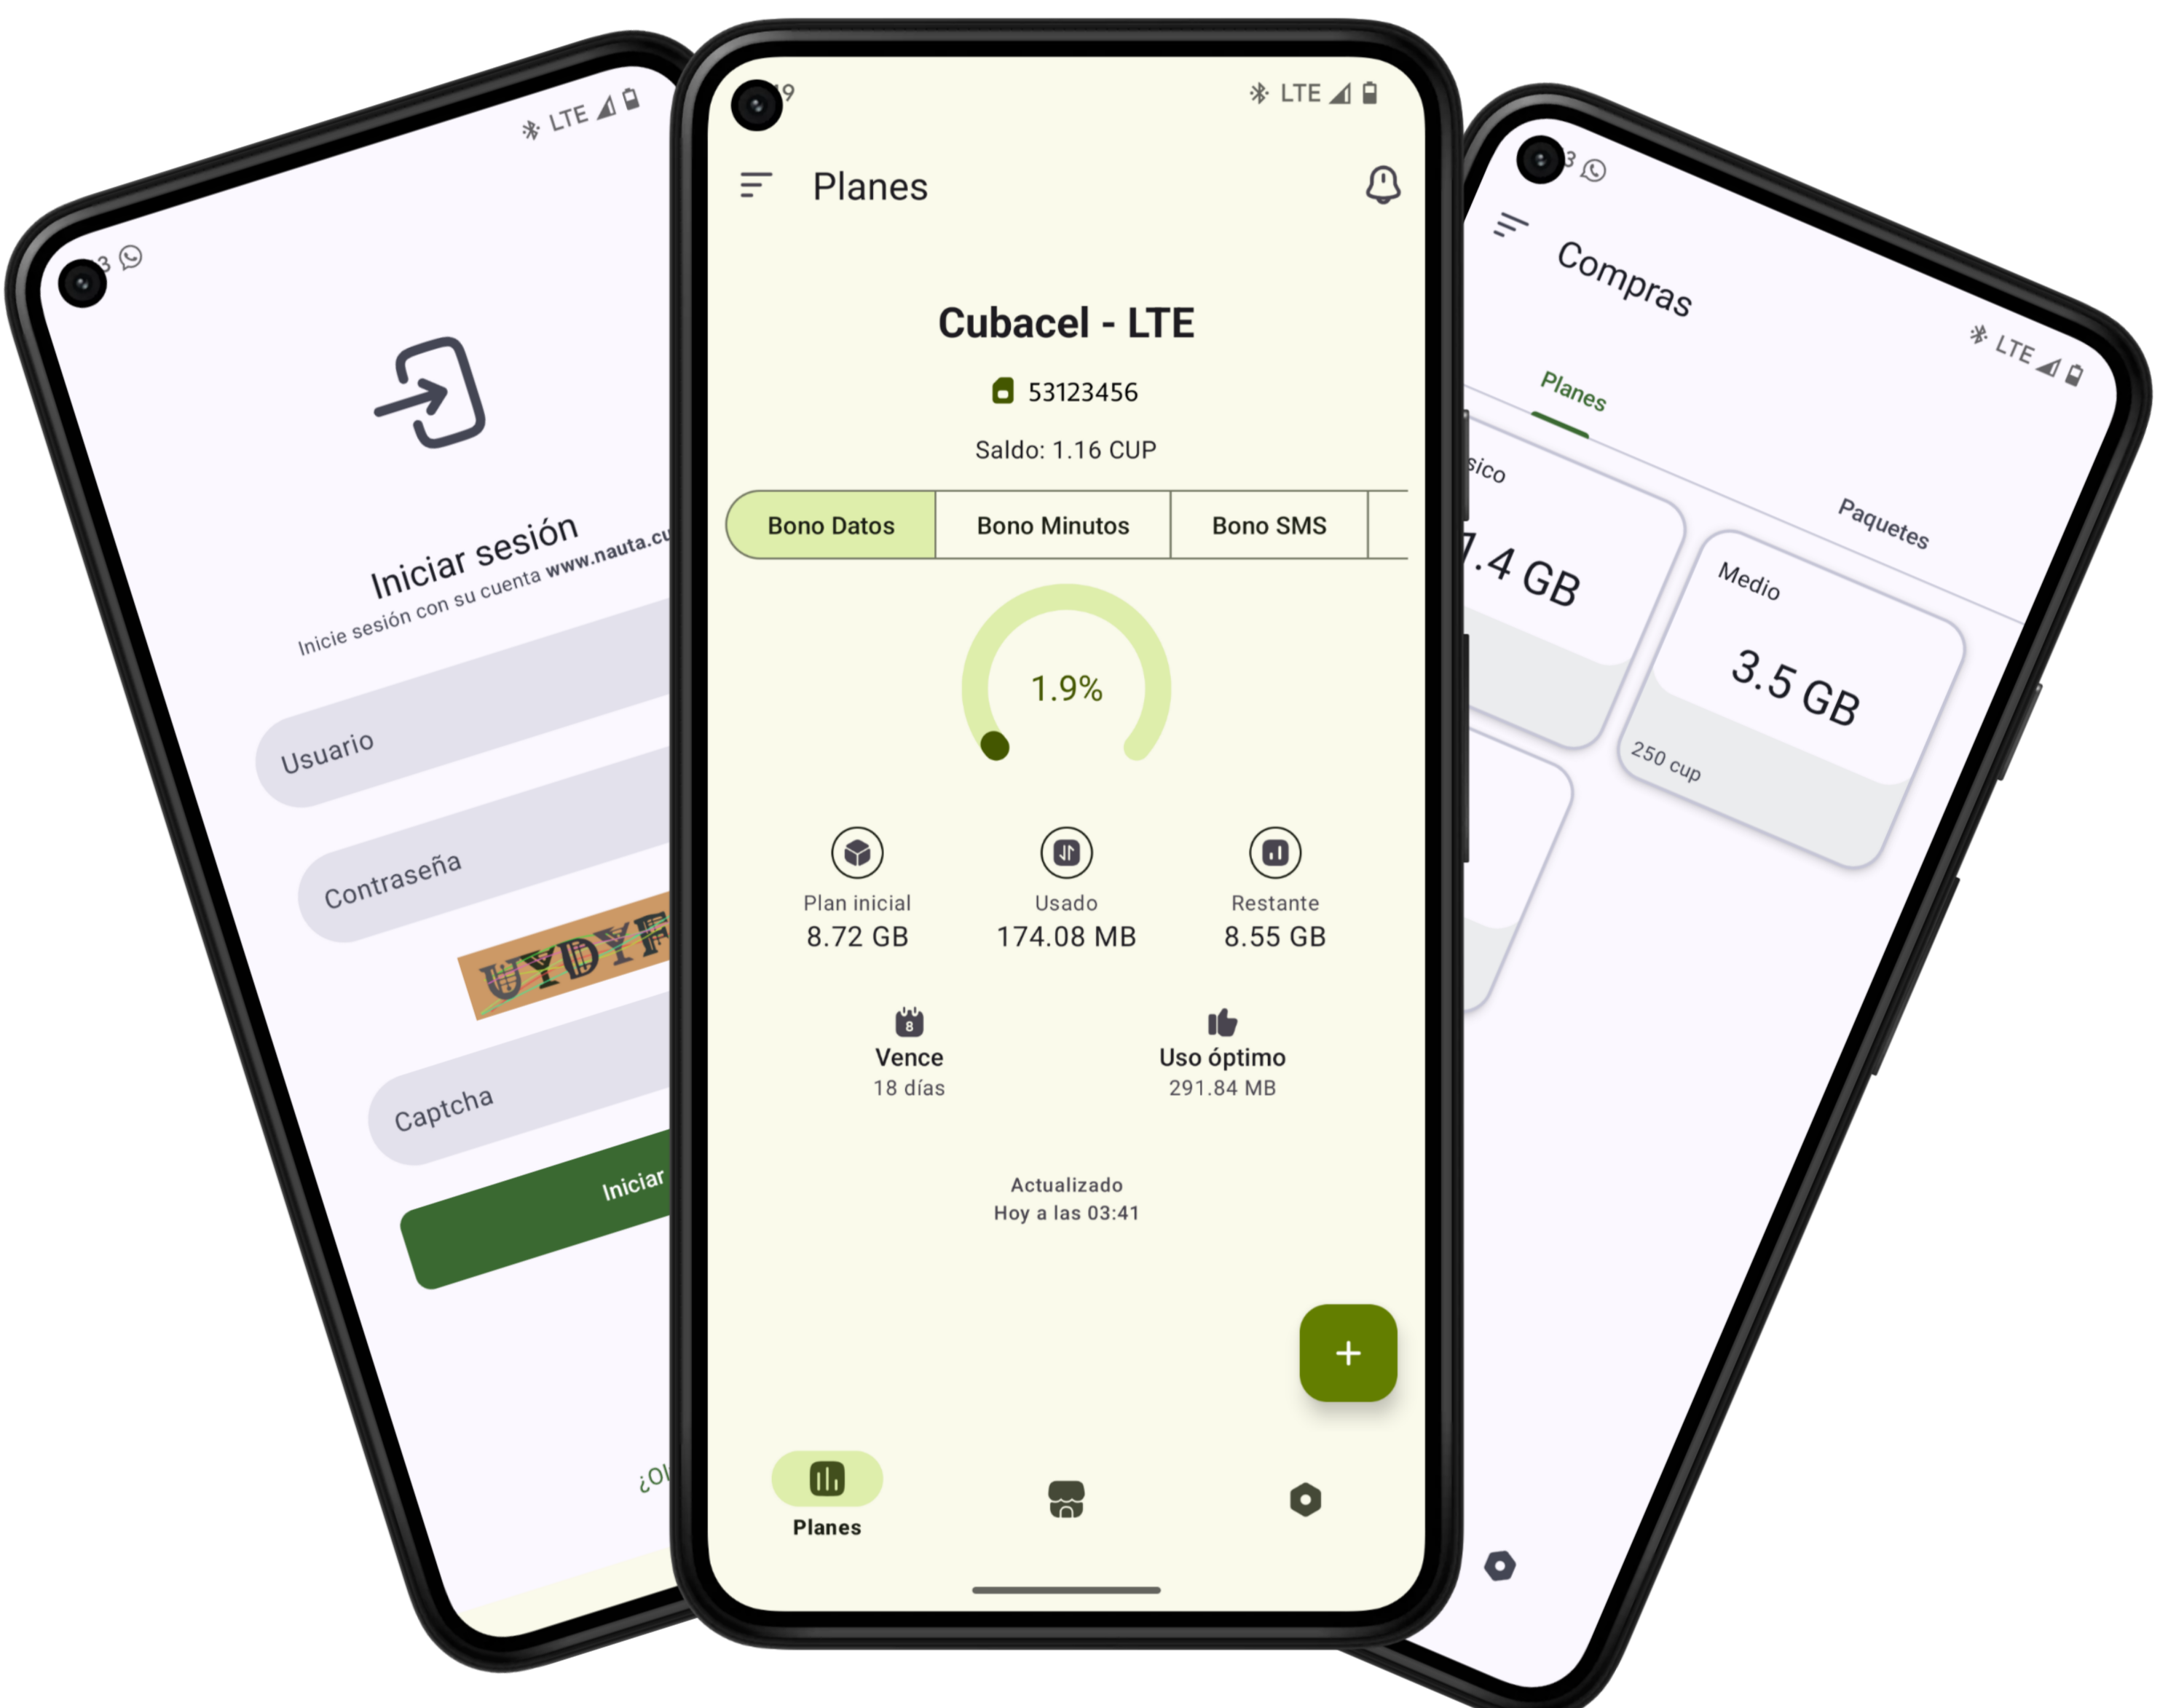 LTE
3
Iniciar sesión
Inicie sesión con su cuenta www.nauta.cu
Usuario
Contraseña
UYDYF
Captcha
Iniciar
19
LTE
Planes
Cubacel - LTE
53123456
Saldo: 1.16 CUP
Bono Datos
Bono Minutos
Bono SMS
1.9%
Plan inicial
8.72 GB
Usado
174.08 MB
Restante
8.55 GB
8
Vence
18 días
Uso óptimo
291.84 MB
Actualizado
Hoy a las 03:41
+
Planes
3
LTE
Compras
Planes
Paquetes
sico
.4 GB
Medio
3.5 GB
250 cup